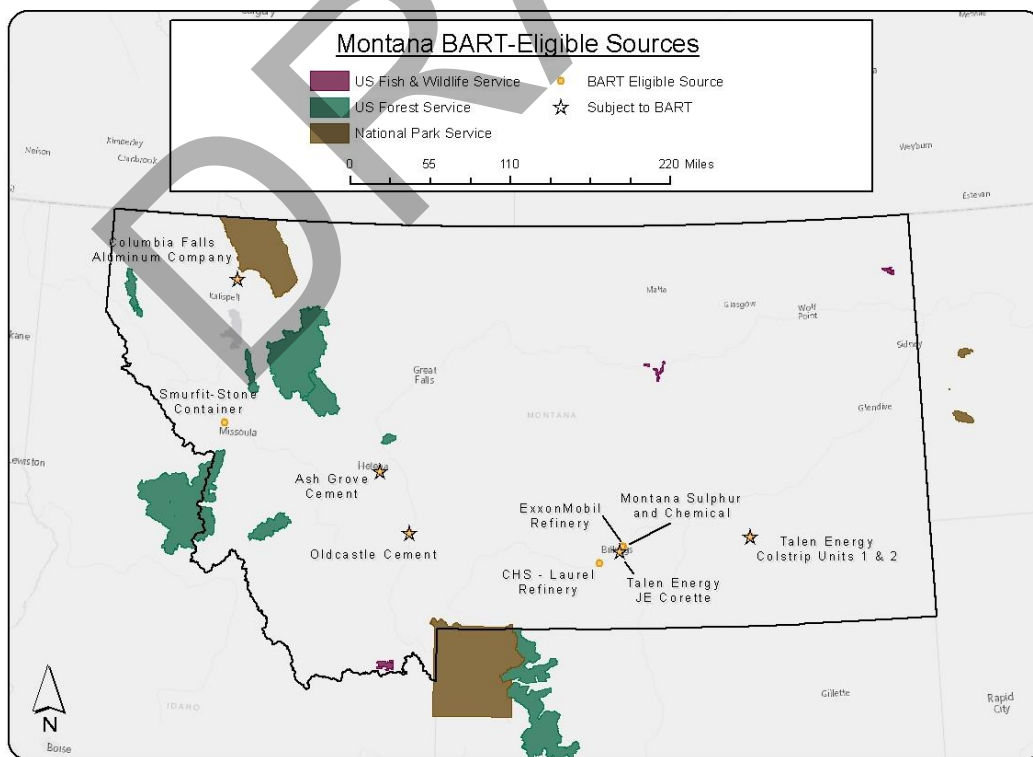 Calgary
Montana BART-Eligible Sources
US Fish & Wildlife Service
BART Eligible Source
US Forest Service
Subject to BART
National Park Service
0 55 110 220 Miles
DRA
Nelson
Kimberley
Cranbrook
Weyburn
Estevan
Columbia Falls
Aluminum Company
Kalispell
Malta
Glasgow
Wolf
Point
Sidney
kane
Great
Falls
Smurfit-Stone
Container
Missoula
MONTANA
Glendive
Lewiston
Helena
Ash Grove
Cement
Oldcastle Cement
ExxonMobil
Refinery
Montana Sulphur
and Chemical
Billings
CHS - Laurel
Refinery
Talen Energy
JE Corette
Talen Energy
Colstrip Units 1 & 2
IDAHO
Gillette
Rapid
City
N
Boise